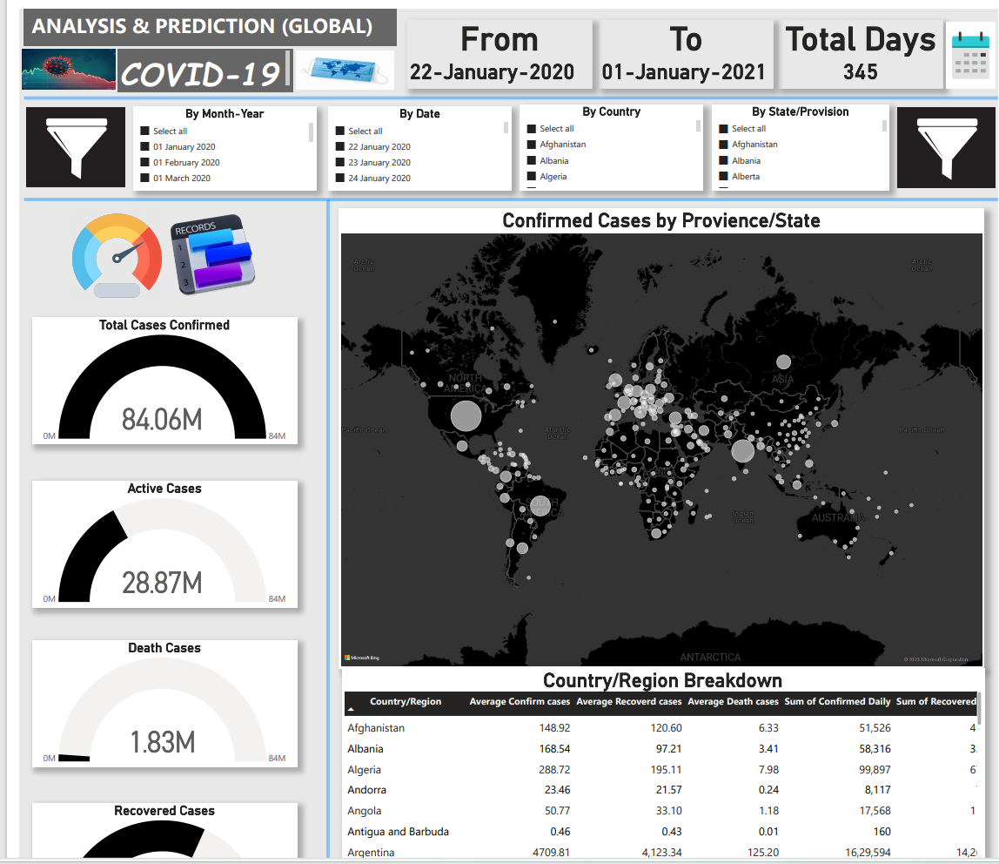 ANALYSIS & PREDICTION (GLOBAL)
COVID-19
From
22-January-2020
To
01-January-2021
Total Days
345
By Month-Year
Select all
01 January 2020
01 February 2020
01 March 2020
By Date
Select all
22 January 2020
23 January 2020
24 January 2020
By Country
Select all
Afghanistan
Albania
Algeria
By State/Provision
Select all
Afghanistan
Albania
Alberta
RECORDS
1
2
3
Total Cases Confirmed
84.06M
0M
84M
Active Cases
28.87M
0M
84M
Death Cases
1.83M
0M
84M
Recovered Cases
Confirmed Cases by Provience/State
Arctic
Ocean
Arctic
Ocean
NORTH
AMERICA
ASIA
Pacific Ocean
Atlantic
Ocean
Pacific Ocean
SOUTH
AMERICA
Indian
Ocean
AUSTRALIA
ANTARCTICA
Microsoft Bing
© 2023 Microsoft Corporation
Country/Region Breakdown
Country/Region Average Confirm cases Average Recoverd cases Average Death cases Sum of Confirmed Daily Sum of Recovered
Afghanistan 148.92 120.60 6.33 51,526 4
Albania 168.54 97.21 3.41 58,316 3
Algeria 288.72 195.11 7.98 99,897 6
Andorra 23.46 21.57 0.24 8,117
Angola 50.77 33.10 1.18 17,568 1
Antigua and Barbuda 0.46 0.43 0.01 160
Argentina 4709.81 4,123.34 125.20 16,29,594 14,2